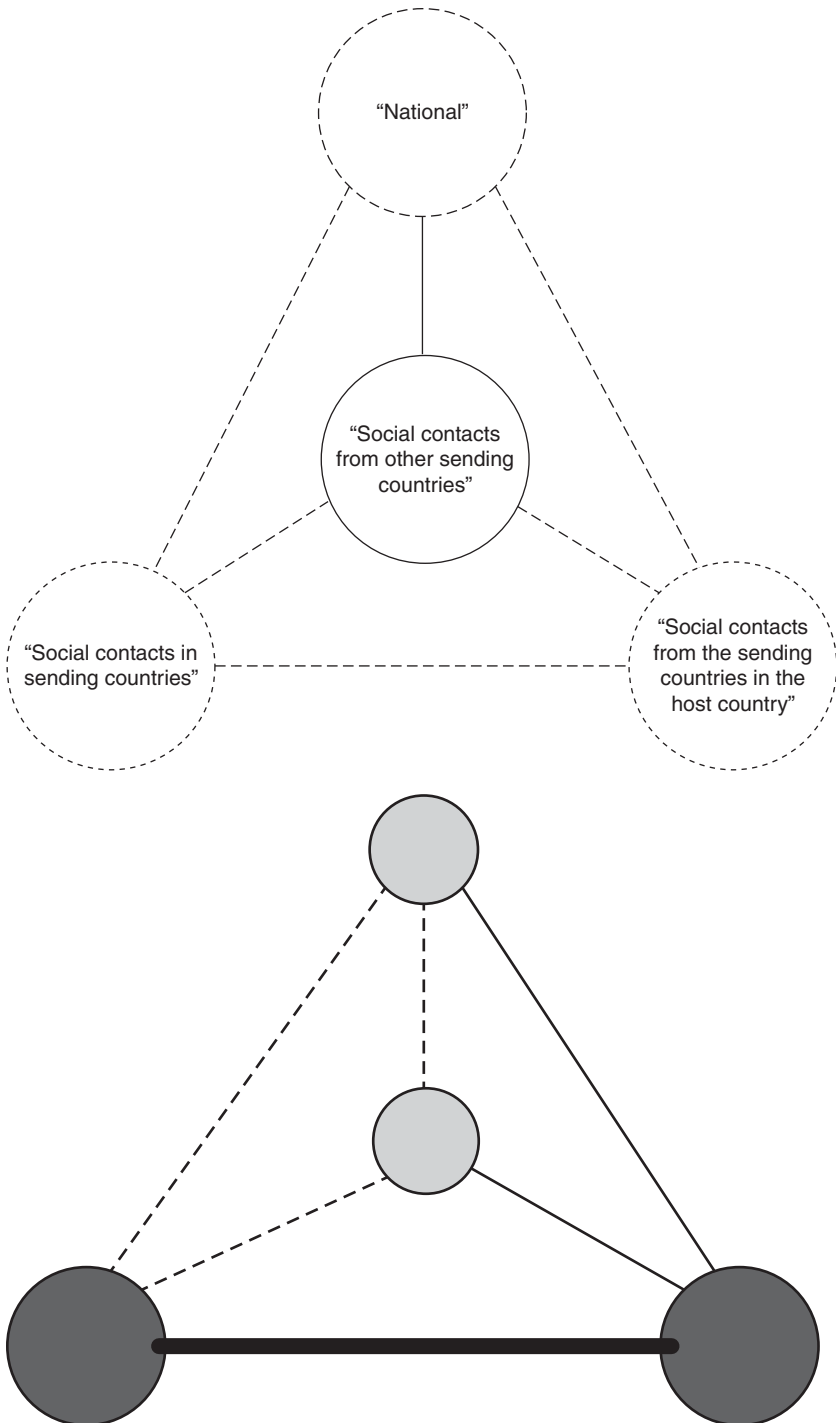 “National”
“Social contacts
from other sending
countries”
“Social contacts in
sending countries”
“Social contacts
from the sending
countries in the
host country”